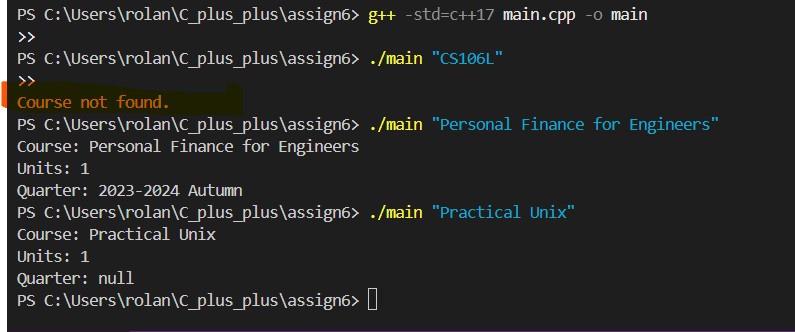 PS C:\Users\rolan\C_plus_plus\assign6> g++ -std=c++17 main.cpp -o main
>>
PS C:\Users\rolan\C_plus_plus\assign6> ./main "CS106L"
>>
Course not found.
PS C:\Users\rolan\C_plus_plus\assign6> ./main "Personal Finance for Engineers"
Course: Personal Finance for Engineers
Units: 1
Quarter: 2023-2024 Autumn
PS C:\Users\rolan\C_plus_plus\assign6> ./main "Practical Unix"
Course: Practical Unix
Units: 1
Quarter: null
PS C:\Users\rolan\C_plus_plus\assign6>